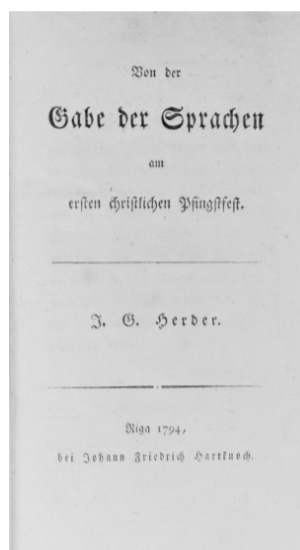 Von der
Gabe der Sprachen
am
ersten christlichen Pfingstfest.
J. G. Herder.
Riga 1794,
bei Johann Friedrich Hartknoch.